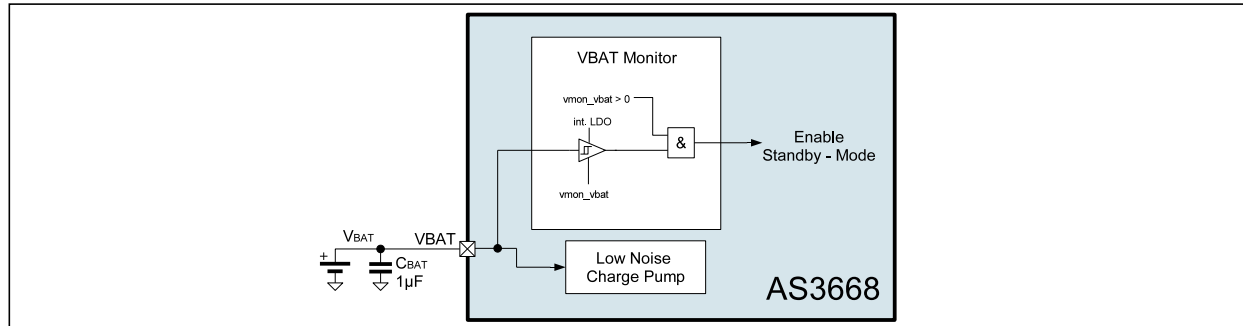 VBAT Monitor
vmon_vbat > 0
int. LDO
&
Enable
Standby - Mode
vmon_vbat
VBAT
VBAT
+
CBAT
1µF
Low Noise
Charge Pump
AS3668